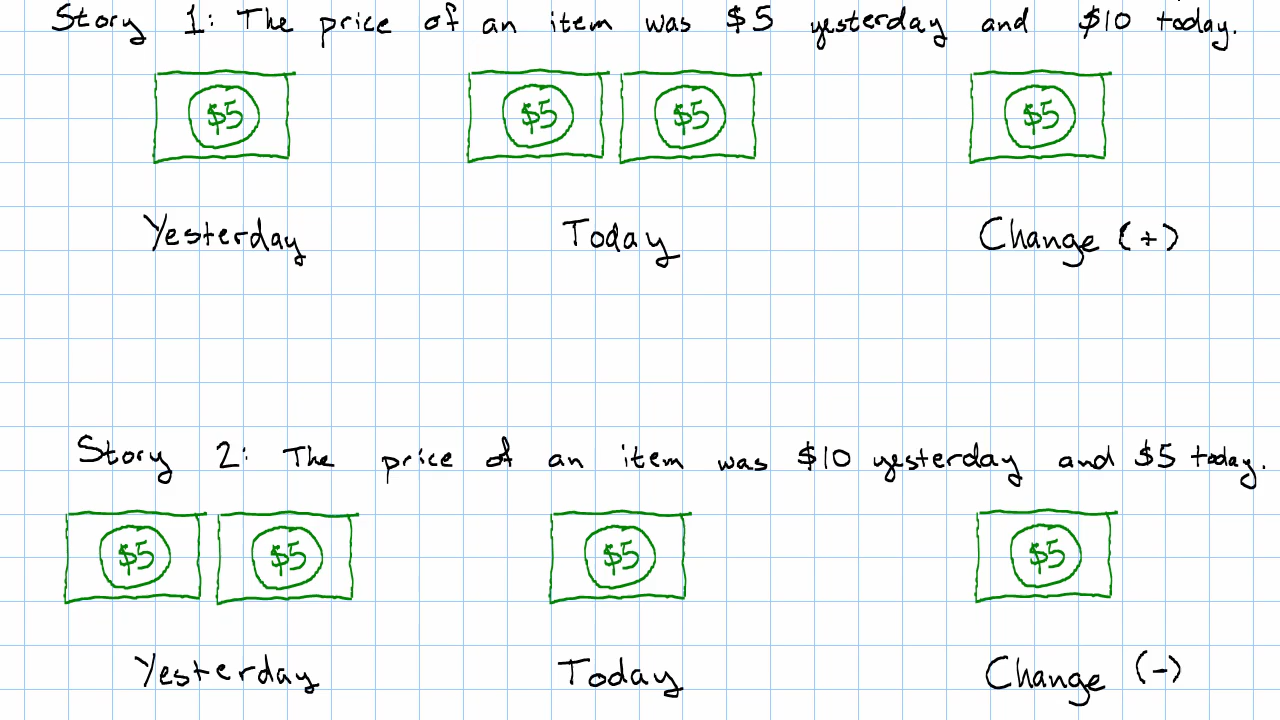 Story 1: The price of an item was $5 yesterday and $10 today.
$5 $5 $5 $5
Yesterday Today Change (+)
Story 2: The price of an item was $10 yesterday and $5 today.
$5 $5 $5 $5
Yesterday Today Change (-)